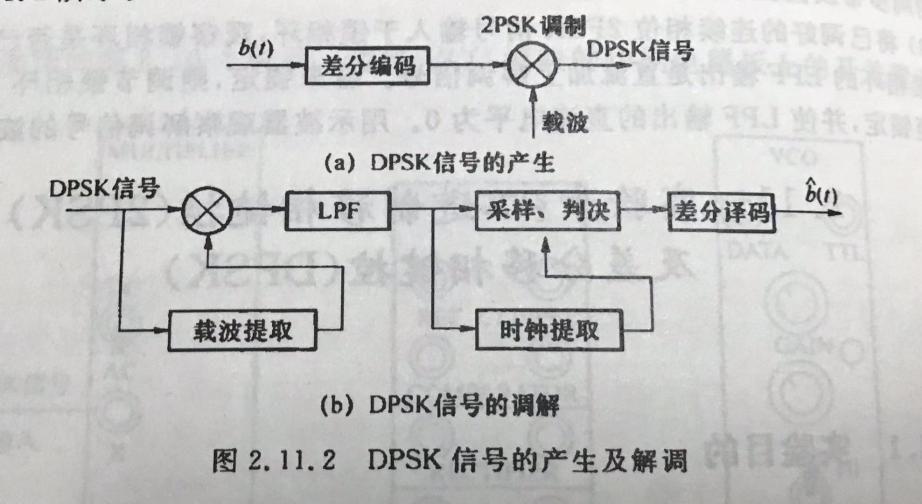 2PSK调制
b(t) 差分编码 DPSK信号
载波
(a) DPSK信号的产生
DPSK信号 LPF 采样、判决 差分译码 b̂(t)
载波提取 时钟提取
(b) DPSK信号的调解
图 2.11.2 DPSK 信号的产生及解调